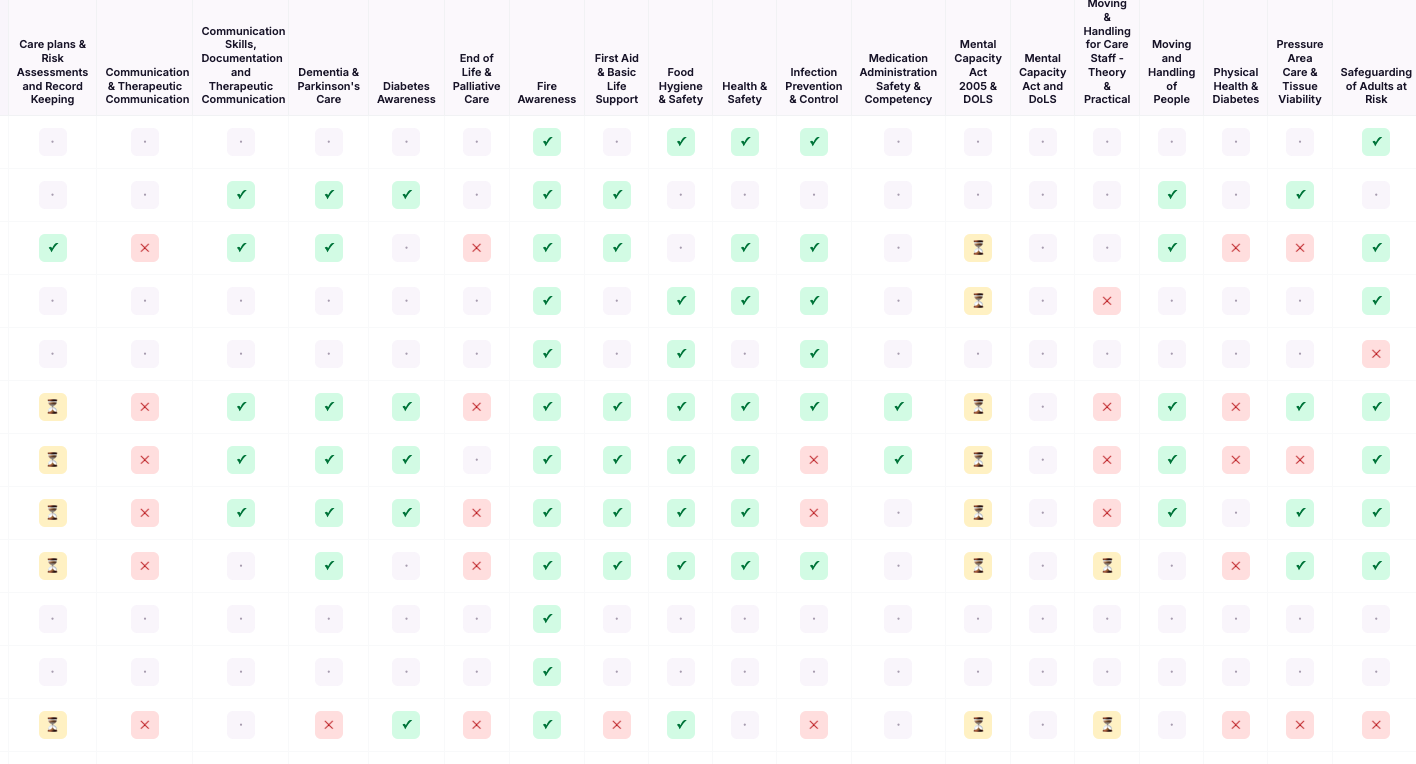 Care plans &
Risk
Assessments
and Record
Keeping
Communication
& Therapeutic
Communication
Communication
Skills,
Documentation
and
Therapeutic
Communication
Dementia &
Parkinson's
Care
Diabetes
Awareness
End of
Life &
Palliative
Care
Fire
Awareness
First Aid
& Basic
Life
Support
Food
Hygiene
& Safety
Health &
Safety
Infection
Prevention
& Control
Medication
Administration
Safety &
Competency
Mental
Capacity
Act
2005 &
DOLS
Mental
Capacity
Act and
DoLS
Moving
&
Handling
for Care
Staff -
Theory
&
Practical
Moving
and
Handling
of
People
Physical
Health &
Diabetes
Pressure
Area
Care &
Tissue
Viability
Safeguarding
of Adults at
Risk